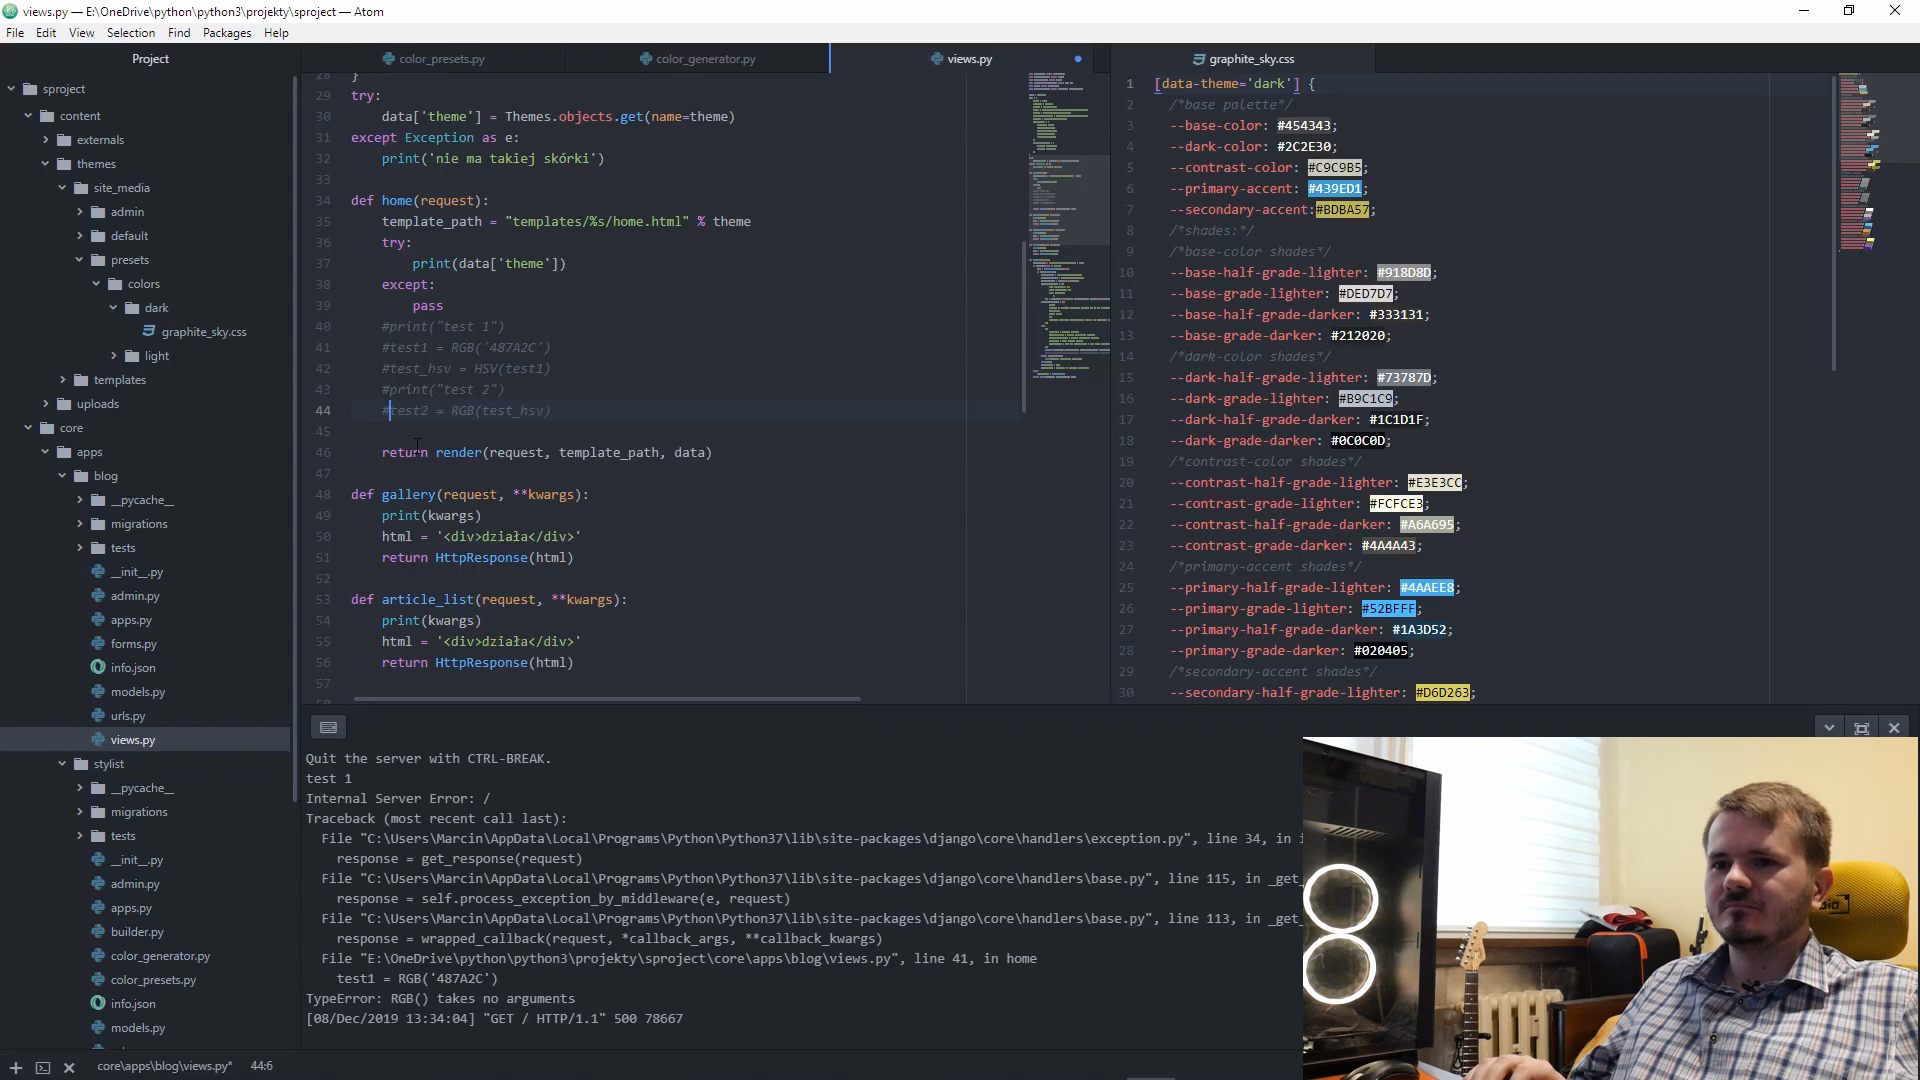 views.py — E:\OneDrive\python\python3\projekty\sproject — Atom
File Edit View Selection Find Packages Help
Project
color_presets.py
color_generator.py
views.py
graphite_sky.css
sproject
content
externals
themes
site_media
admin
default
presets
colors
dark
graphite_sky.css
light
templates
uploads
core
apps
blog
__pycache__
migrations
tests
__init__.py
admin.py
apps.py
forms.py
info.json
models.py
urls.py
views.py
stylist
__pycache__
migrations
tests
__init__.py
admin.py
apps.py
builder.py
color_generator.py
color_presets.py
info.json
models.py
28 }
29 try:
30 data['theme'] = Themes.objects.get(name=theme)
31 except Exception as e:
32 print('nie ma takiej skórki')
33
34 def home(request):
35 template_path = "templates/%s/home.html" % theme
36 try:
37 print(data['theme'])
38 except:
39 pass
40 #print("test 1")
41 #test1 = RGB('487A2C')
42 #test_hsv = HSV(test1)
43 #print("test 2")
44 #test2 = RGB(test_hsv)
45
46 return render(request, template_path, data)
47
48 def gallery(request, **kwargs):
49 print(kwargs)
50 html = '<div>działa</div>'
51 return HttpResponse(html)
52
53 def article_list(request, **kwargs):
54 print(kwargs)
55 html = '<div>działa</div>'
56 return HttpResponse(html)
57
1 [data-theme='dark'] {
2 /*base palette*/
3 --base-color: #454343;
4 --dark-color: #2C2E30;
5 --contrast-color: #C9C9B5;
6 --primary-accent: #439ED1;
7 --secondary-accent:#BDBA57;
8 /*shades:*/
9 /*base-color shades*/
10 --base-half-grade-lighter: #918D8D;
11 --base-grade-lighter: #DED7D7;
12 --base-half-grade-darker: #333131;
13 --base-grade-darker: #212020;
14 /*dark-color shades*/
15 --dark-half-grade-lighter: #73787D;
16 --dark-grade-lighter: #B9C1C9;
17 --dark-half-grade-darker: #1C1D1F;
18 --dark-grade-darker: #0C0C0D;
19 /*contrast-color shades*/
20 --contrast-half-grade-lighter: #E3E3CC;
21 --contrast-grade-lighter: #FCFCE3;
22 --contrast-half-grade-darker: #A6A695;
23 --contrast-grade-darker: #4A4A43;
24 /*primary-accent shades*/
25 --primary-half-grade-lighter: #4AAEE8;
26 --primary-grade-lighter: #52BFFF;
27 --primary-half-grade-darker: #1A3D52;
28 --primary-grade-darker: #020405;
29 /*secondary-accent shades*/
30 --secondary-half-grade-lighter: #D6D263;
Quit the server with CTRL-BREAK.
test 1
Internal Server Error: /
Traceback (most recent call last):
File "C:\Users\Marcin\AppData\Local\Programs\Python\Python37\lib\site-packages\django\core\handlers\exception.py", line 34, in i
response = get_response(request)
File "C:\Users\Marcin\AppData\Local\Programs\Python\Python37\lib\site-packages\django\core\handlers\base.py", line 115, in _get_
response = self.process_exception_by_middleware(e, request)
File "C:\Users\Marcin\AppData\Local\Programs\Python\Python37\lib\site-packages\django\core\handlers\base.py", line 113, in _get_
response = wrapped_callback(request, *callback_args, **callback_kwargs)
File "E:\OneDrive\python\python3\projekty\sproject\core\apps\blog\views.py", line 41, in home
test1 = RGB('487A2C')
TypeError: RGB() takes no arguments
[08/Dec/2019 13:34:04] "GET / HTTP/1.1" 500 78667
core\apps\blog\views.py* 44:6